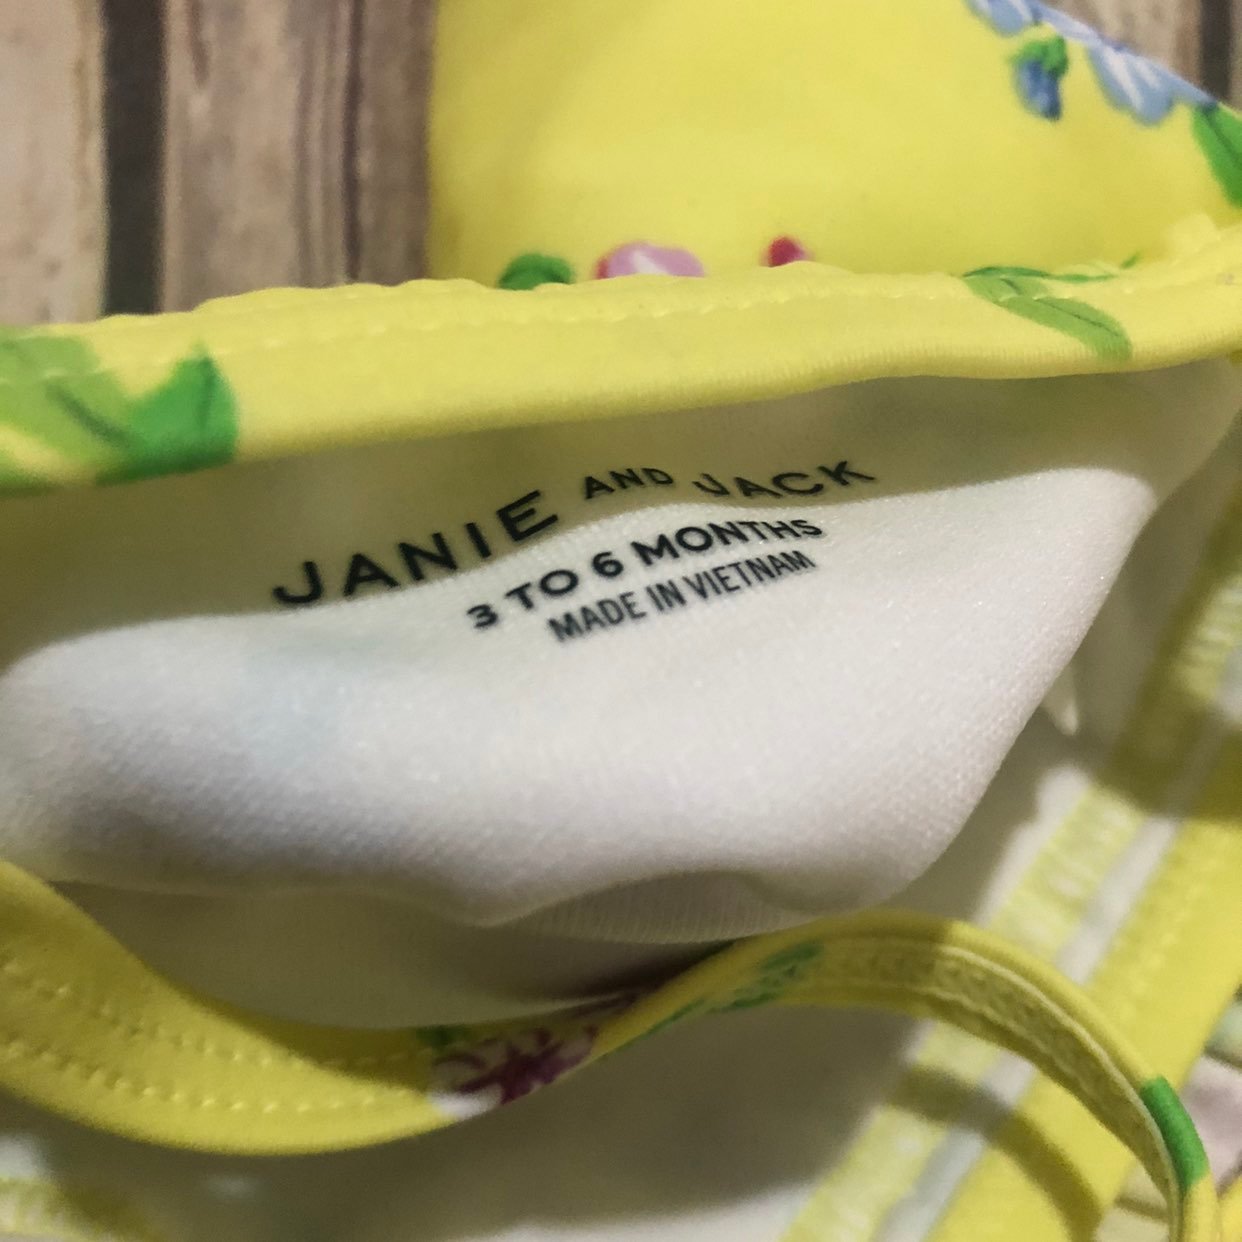 JANIE AND JACK
3 TO 6 MONTHS
MADE IN VIETNAM